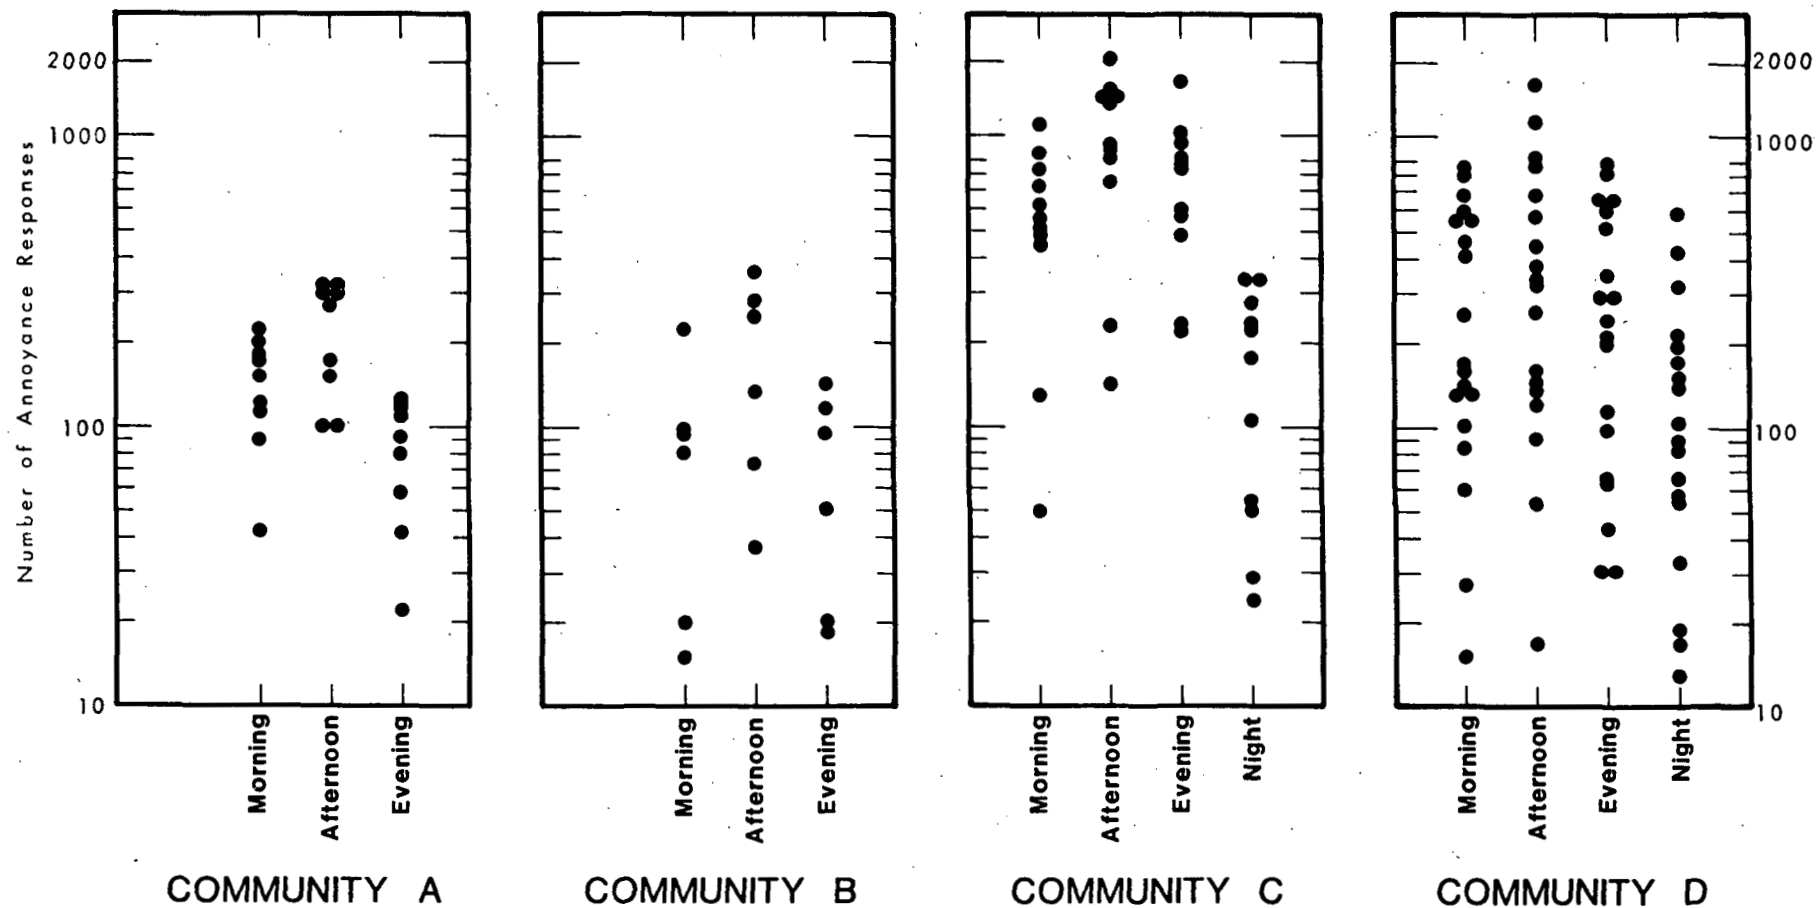 Number of Annoyance Responses
2000
1000
100
10
Morning
Afternoon
Evening
COMMUNITY A
Morning
Afternoon
Evening
COMMUNITY B
Morning
Afternoon
Evening
Night
COMMUNITY C
Morning
Afternoon
Evening
Night
COMMUNITY D
2000
1000
100
10